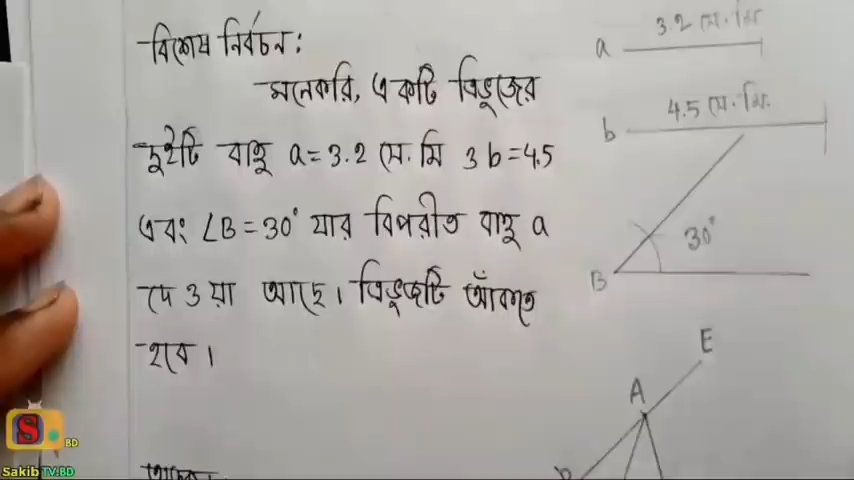 বিশেষ নির্বচন:
মনেকরি, একটি ত্রিভুজের
দুইটি বাহু a=3.2 সে. মি ও b=4.5
এবং ∠B=30° যার বিপরীত বাহু a
দেওয়া আছে। ত্রিভুজটি আঁকতে
হবে।
a 3.2 সে. মি
b 4.5 সে. মি.
B 30°
E
A
S.BD
Sakib TV.BD